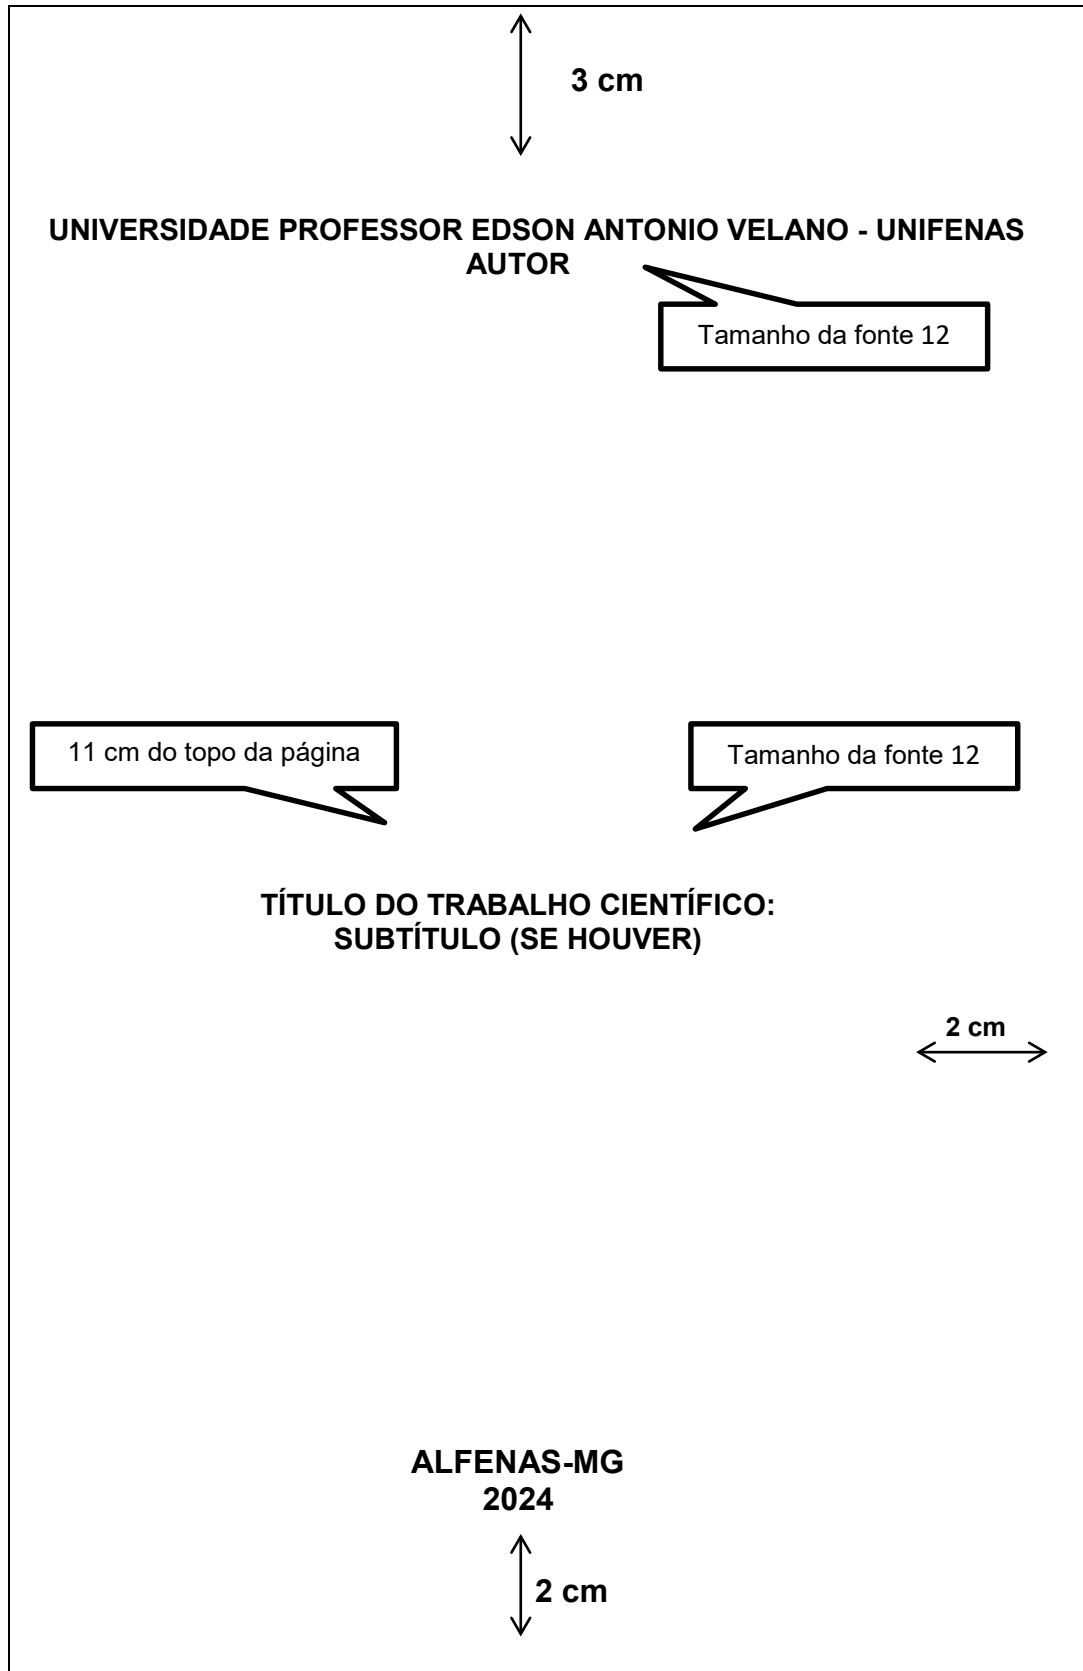 3 cm
UNIVERSIDADE PROFESSOR EDSON ANTONIO VELANO - UNIFENAS
AUTOR
Tamanho da fonte 12
11 cm do topo da página
Tamanho da fonte 12
TÍTULO DO TRABALHO CIENTÍFICO:
SUBTÍTULO (SE HOUVER)
2 cm
ALFENAS-MG
2024
2 cm